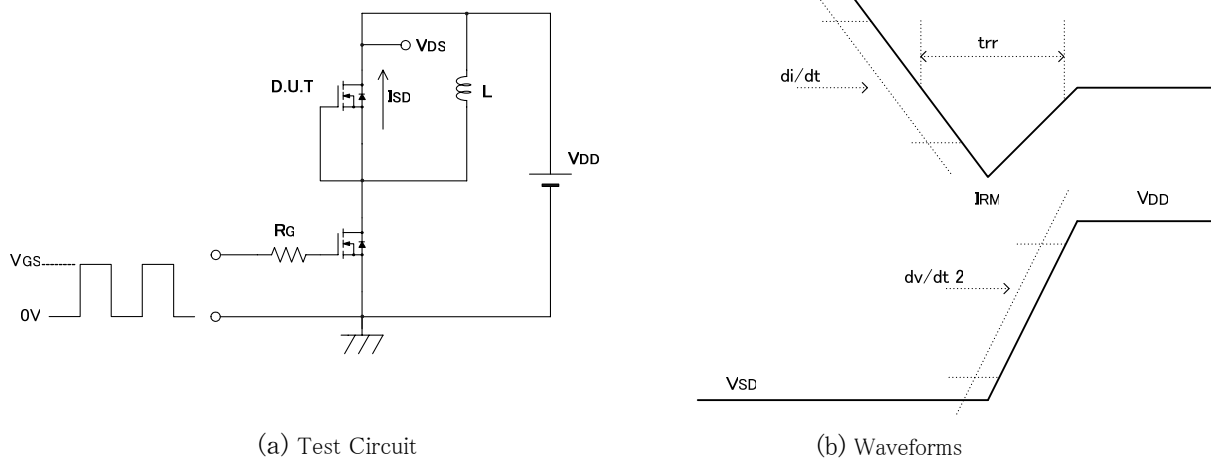 VDS
D.U.T
ISD
L
VDD
RG
VGS
0V
(a) Test Circuit
trr
di/dt
IRM
VDD
dv/dt 2
VSD
(b) Waveforms